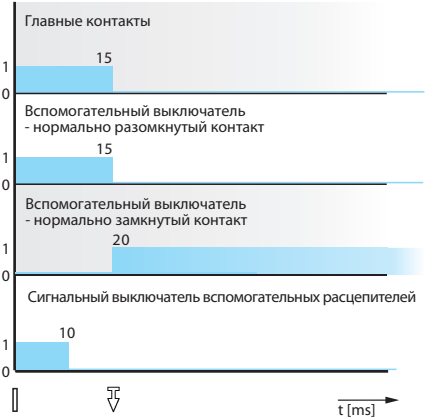 Главные контакты
15
1
0
Вспомогательный выключатель
- нормально разомкнутый контакт
15
1
0
Вспомогательный выключатель
- нормально замкнутый контакт
20
1
0
Сигнальный выключатель вспомогательных расцепителей
10
1
0
t [ms]